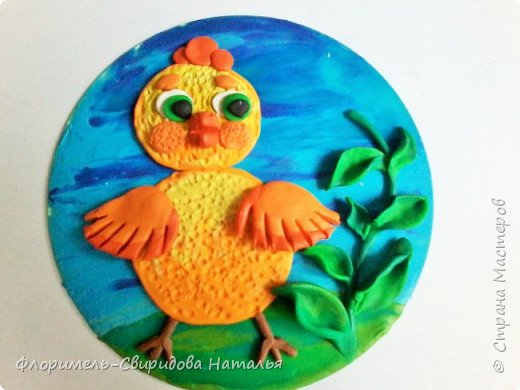 Флоримель-Свиридова Наталья
© Страна Мастеров